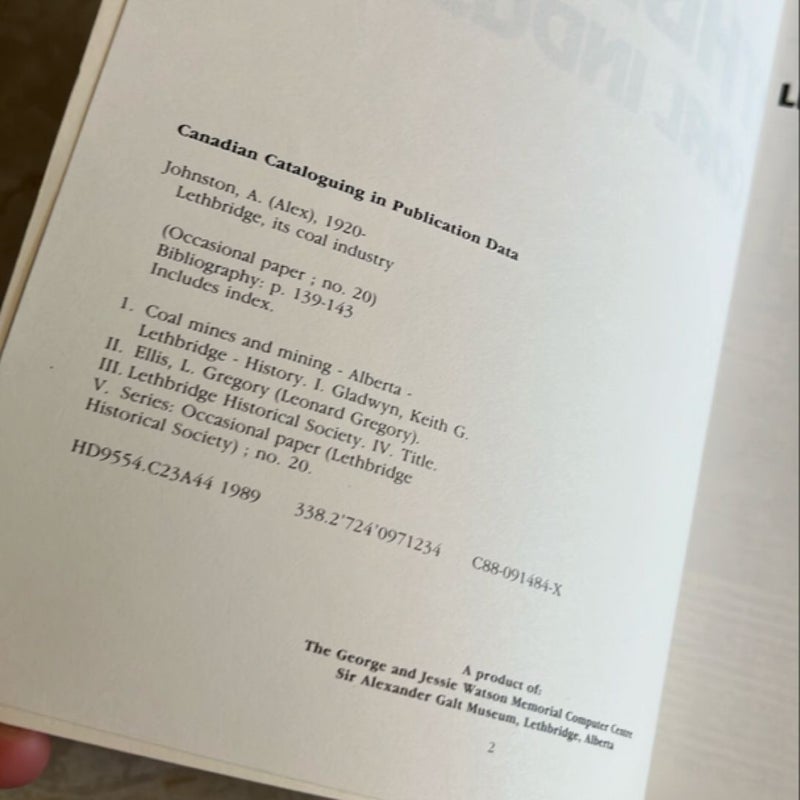 Canadian Cataloguing in Publication Data
Johnston, A. (Alex), 1920-
Lethbridge, its coal industry
(Occasional paper ; no. 20)
Bibliography: p. 139-143
Includes index.
1. Coal mines and mining - Alberta -
Lethbridge - History. I. Gladwyn, Keith G.
II. Ellis, L. Gregory (Leonard Gregory).
III. Lethbridge Historical Society. IV. Title.
V. Series: Occasional paper (Lethbridge
Historical Society) ; no. 20.
HD9554.C23A44 1989 338.2'724'0971234 C88-091484-X
A product of:
The George and Jessie Watson Memorial Computer Centre
Sir Alexander Galt Museum, Lethbridge, Alberta
2